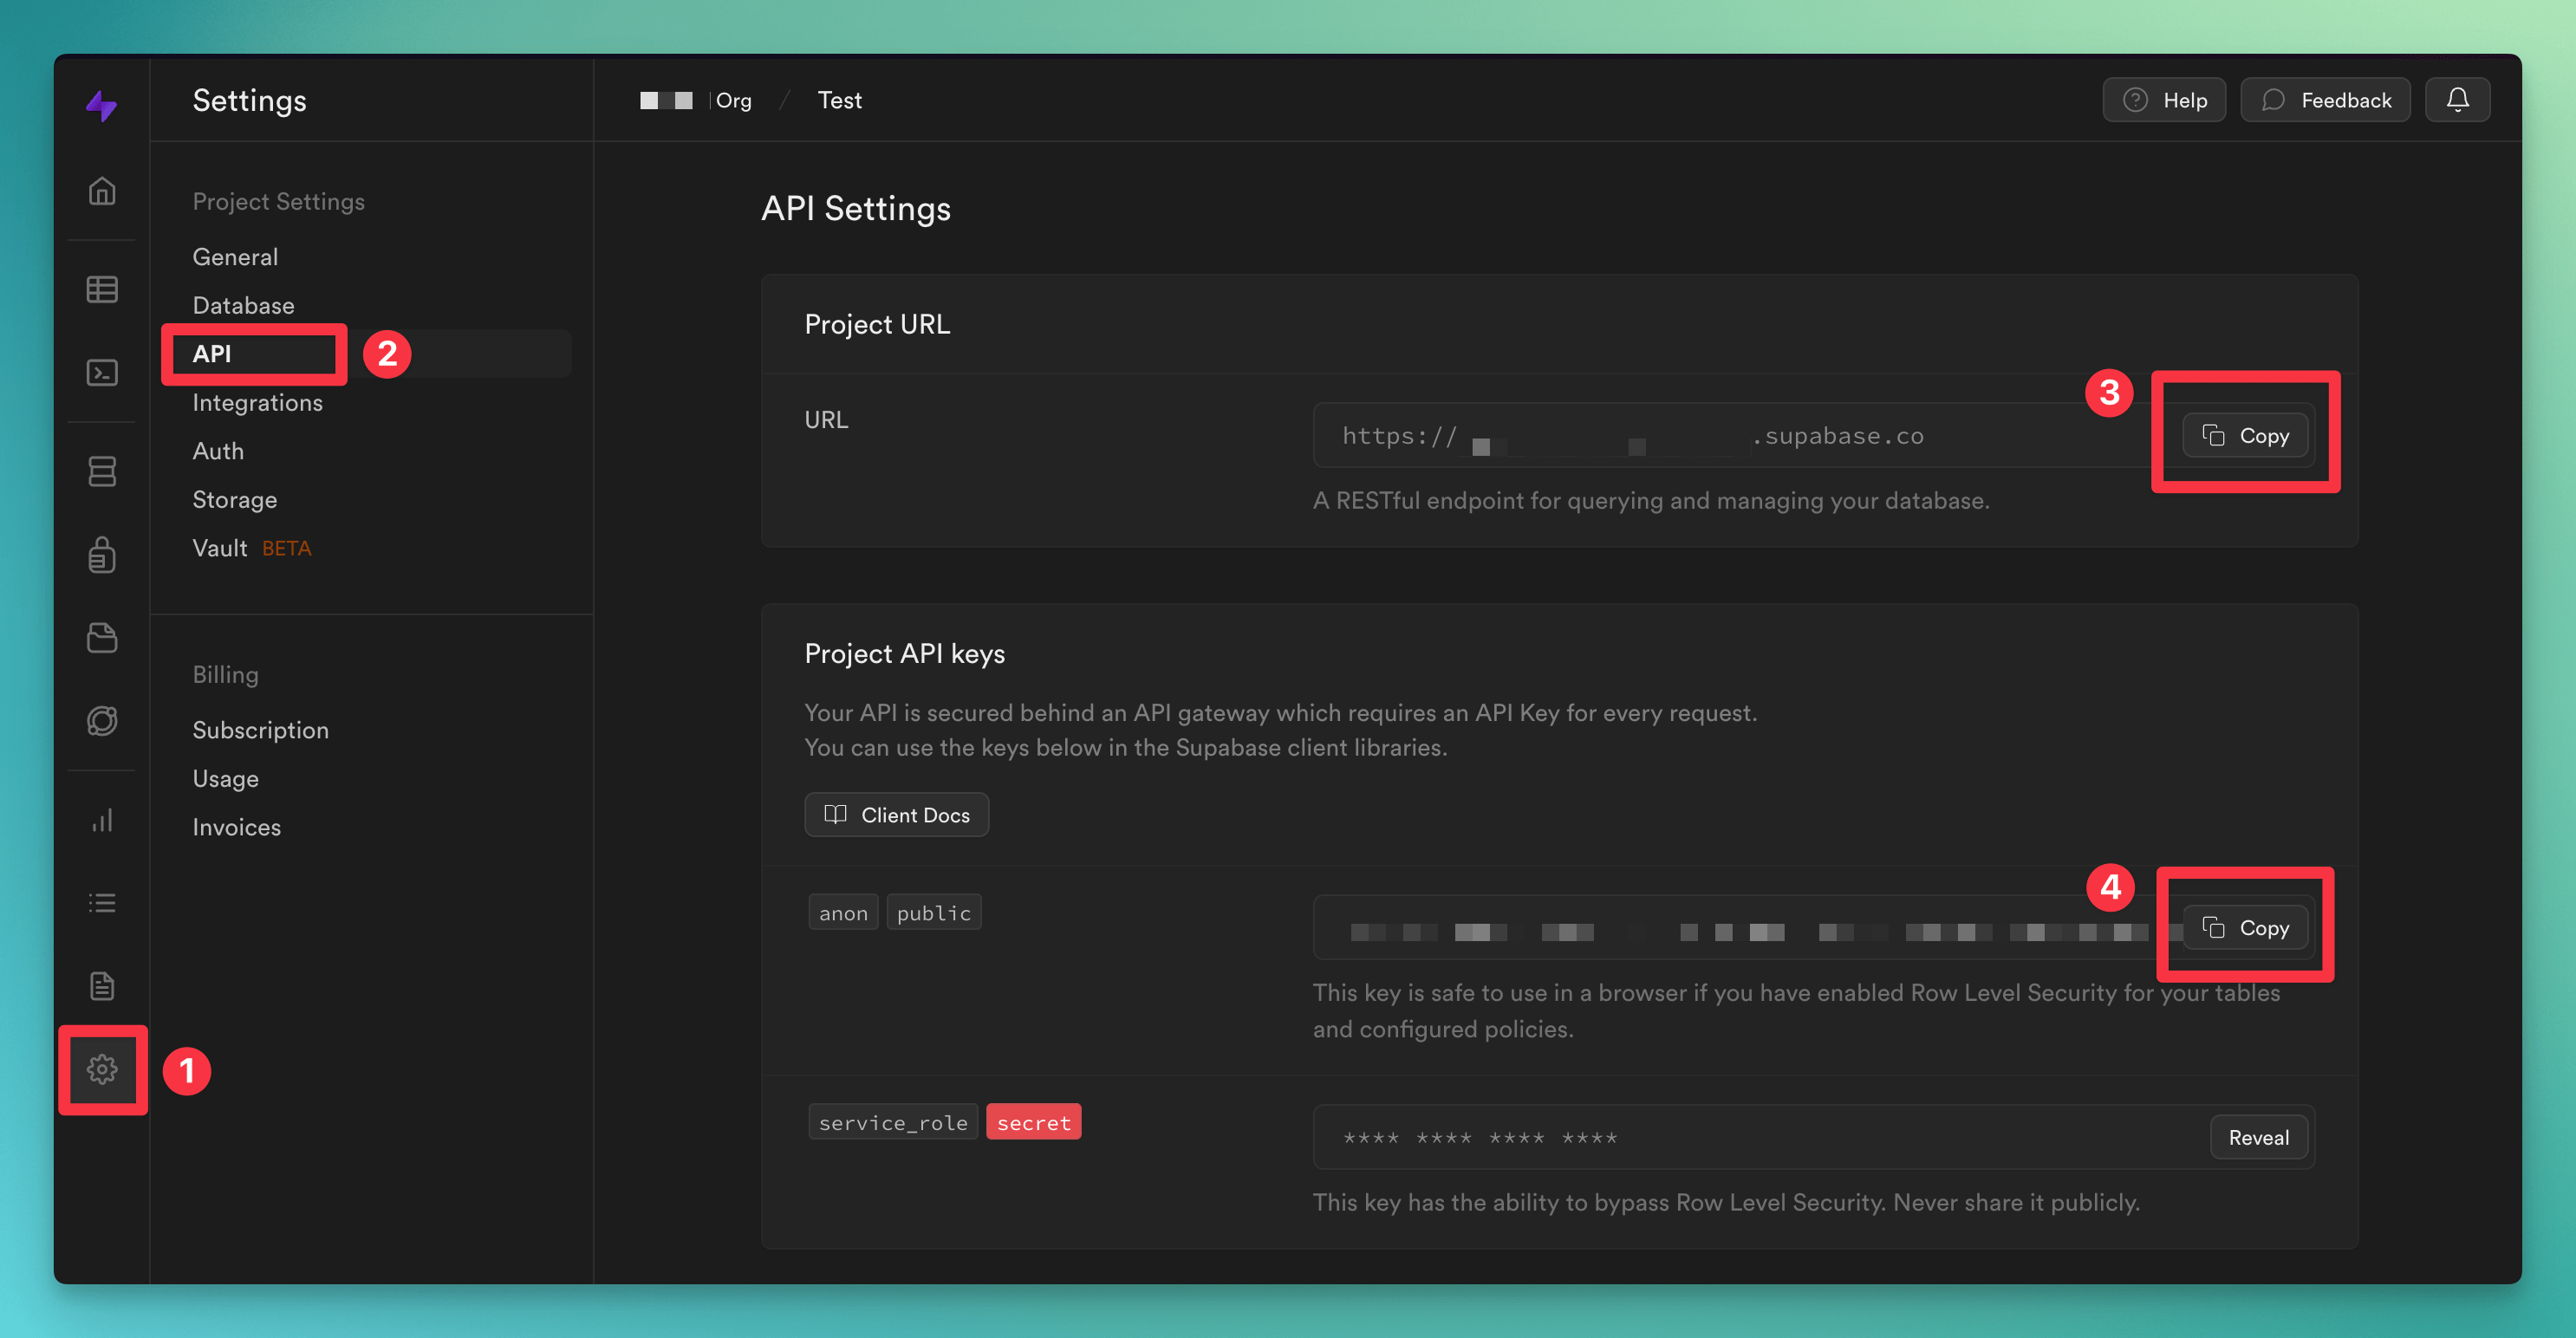 Settings
Org / Test
Help
Feedback
Project Settings
General
Database
API
2
Integrations
Auth
Storage
Vault BETA
Billing
Subscription
Usage
Invoices
1
API Settings
Project URL
URL
https://
.supabase.co
3
Copy
A RESTful endpoint for querying and managing your database.
Project API keys
Your API is secured behind an API gateway which requires an API Key for every request.
You can use the keys below in the Supabase client libraries.
Client Docs
anon public
4
Copy
This key is safe to use in a browser if you have enabled Row Level Security for your tables
and configured policies.
service_role secret
**** **** **** ****
Reveal
This key has the ability to bypass Row Level Security. Never share it publicly.